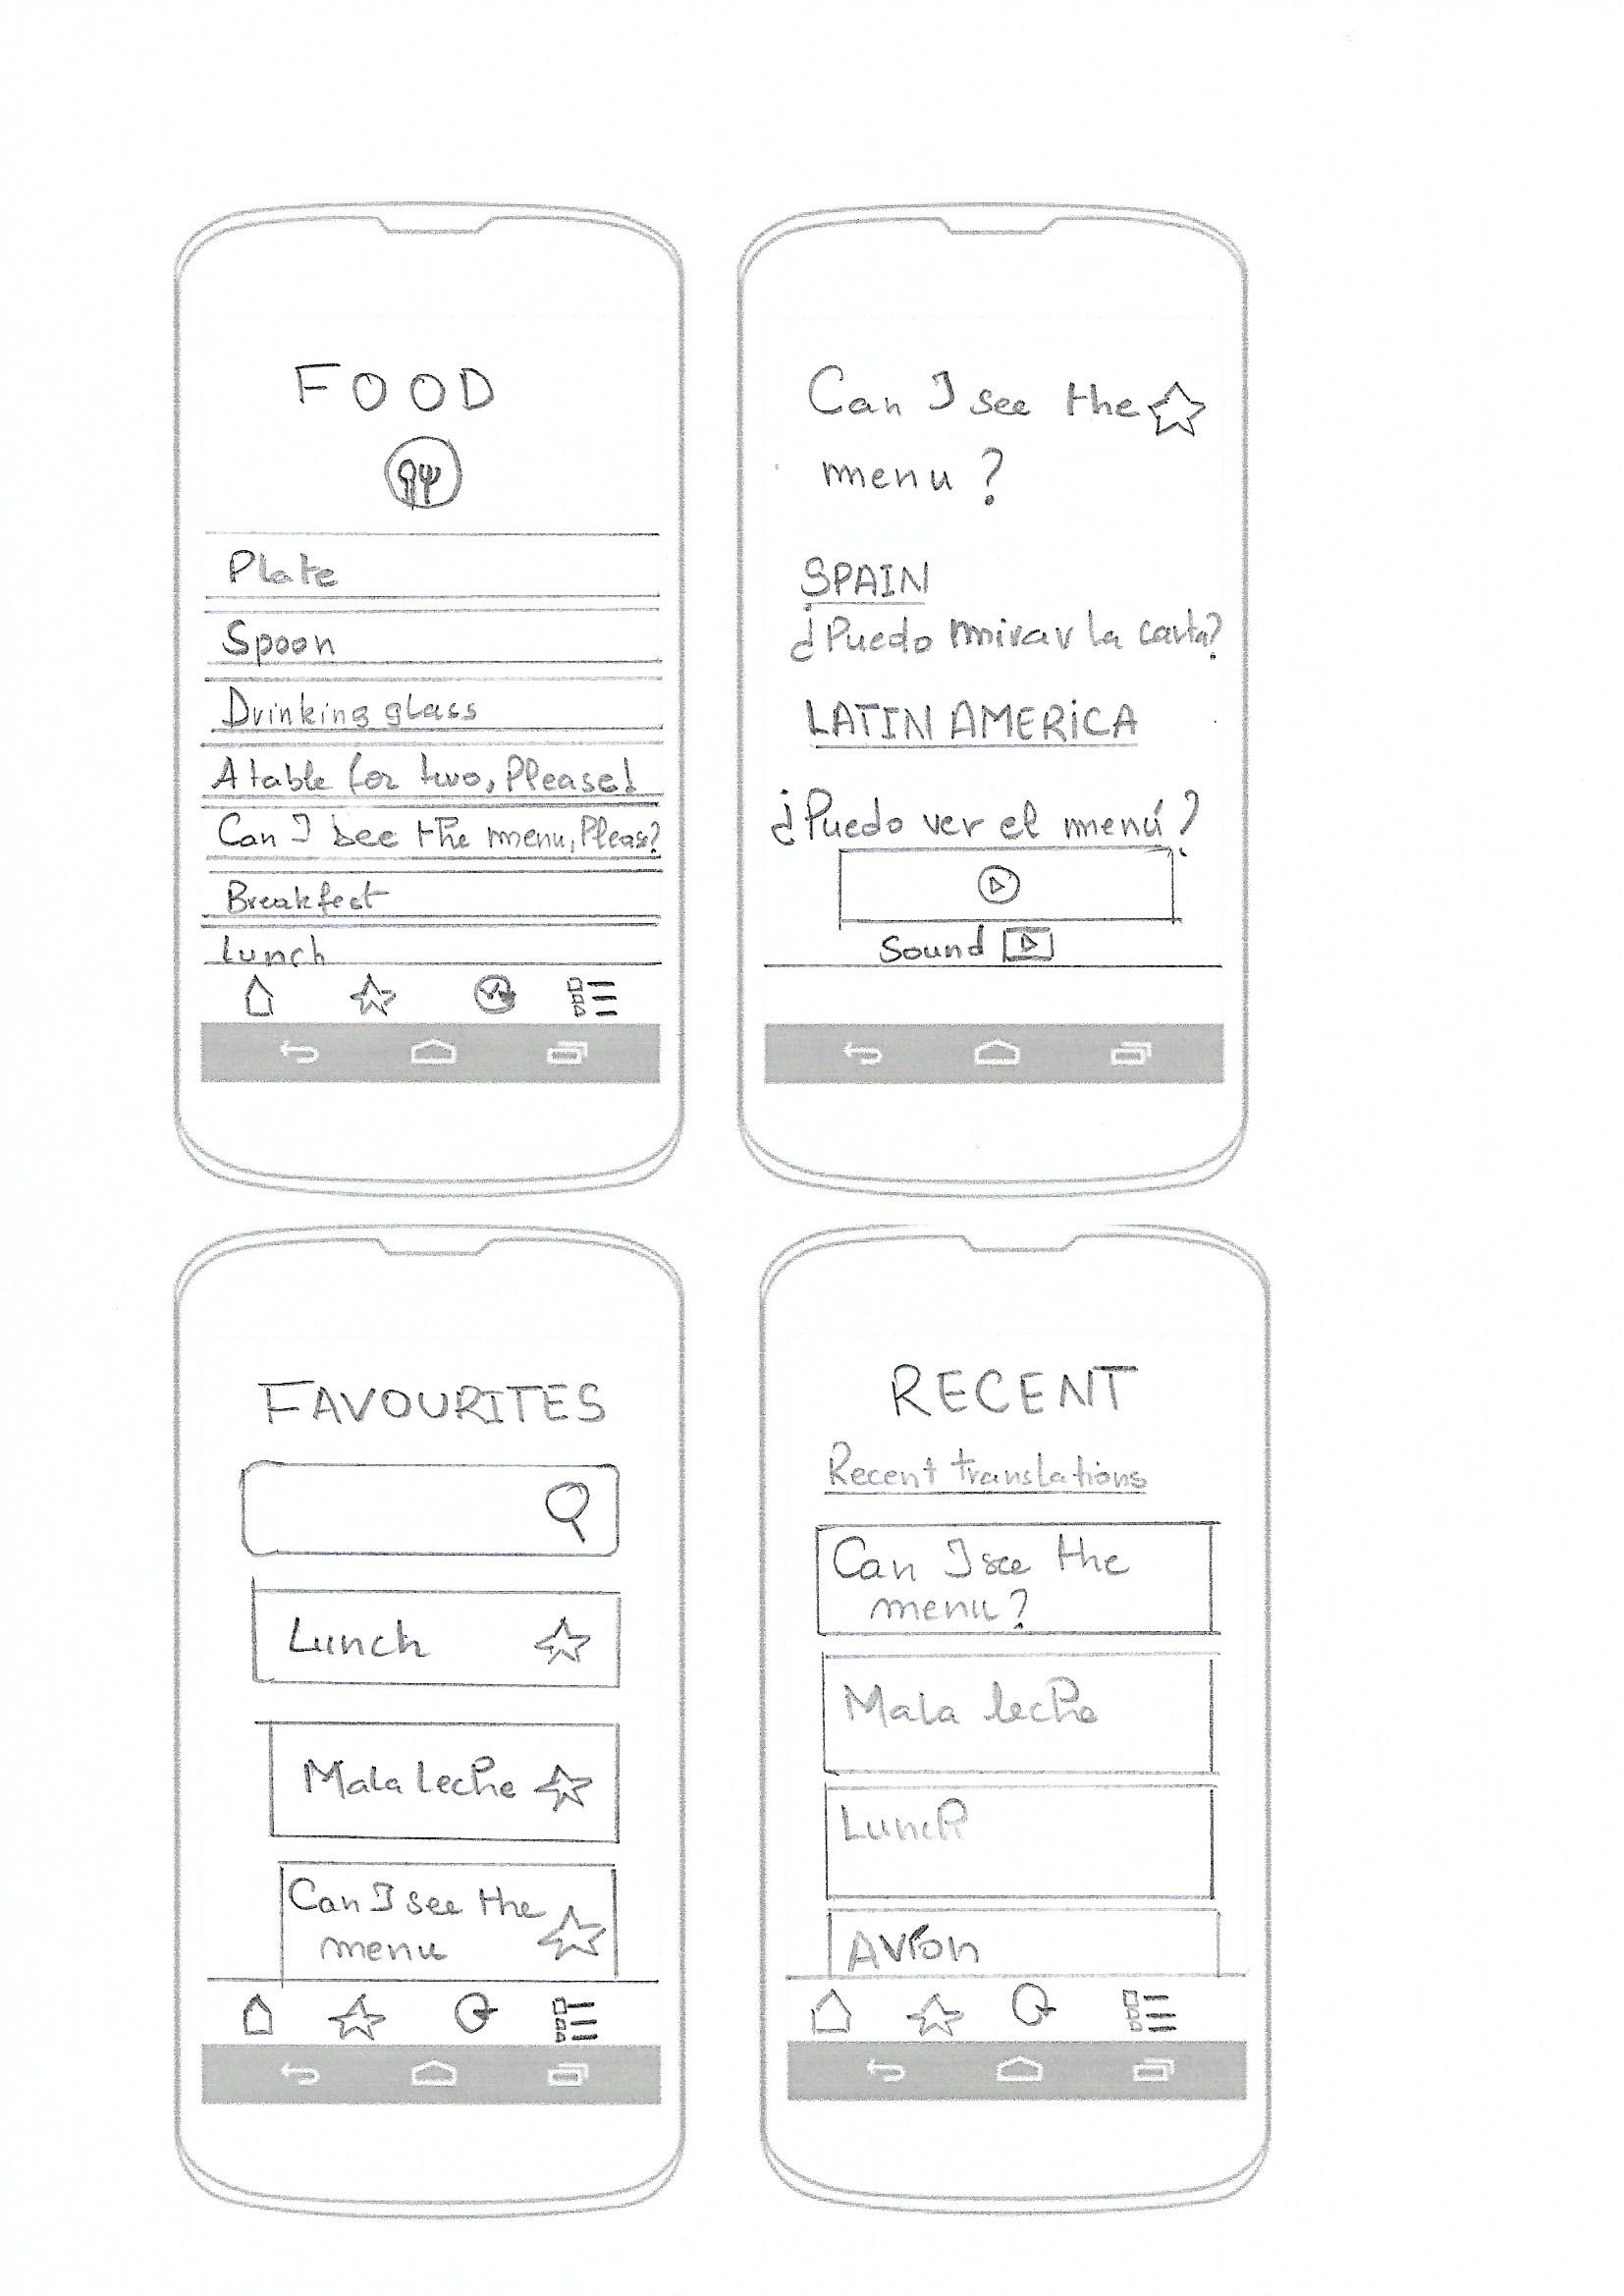 FOOD
Plate
Spoon
Drinking glass
A table for two, Please!
Can I see the menu, Please?
Breakfest
Lunch
Can I see the
menu?
SPAIN
¿Puedo mirar la carta?
LATIN AMERICA
¿Puedo ver el menú?
Sound
FAVOURITES
Lunch
Mala leche
Can I see the
menu
RECENT
Recent translations
Can I see the
menu?
Mala leche
Lunch
Avion